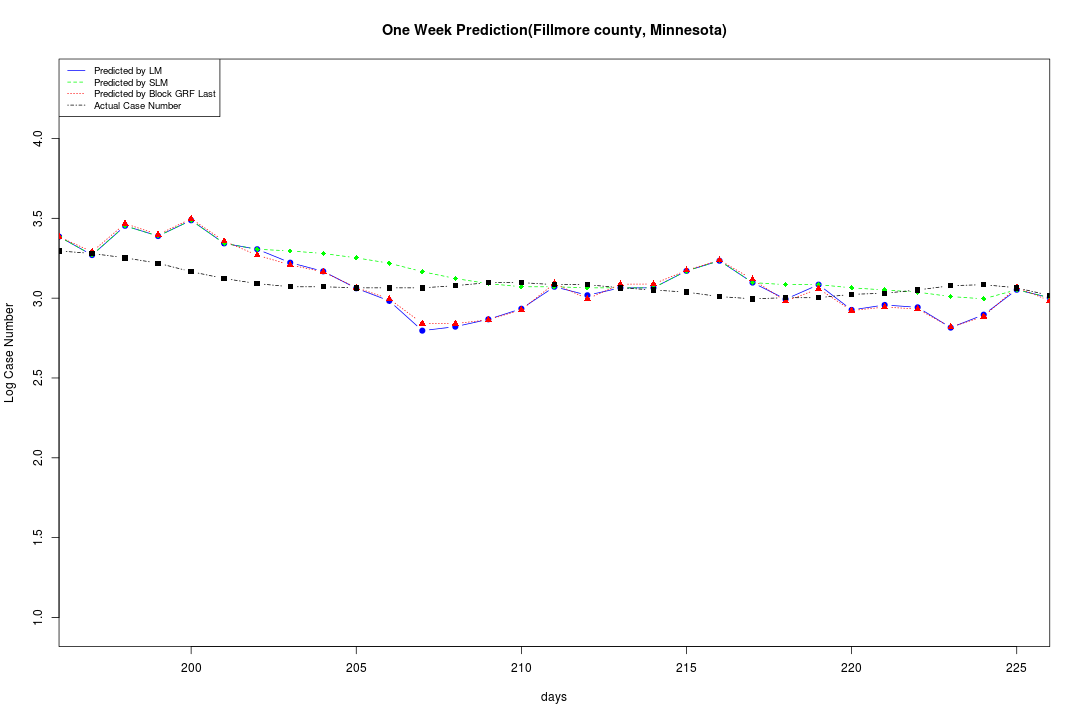 One Week Prediction(Fillmore county, Minnesota)
Predicted by LM
Predicted by SLM
Predicted by Block GRF Last
Actual Case Number
Log Case Number
4.0
3.5
3.0
2.5
2.0
1.5
1.0
200 205 210 215 220 225
days